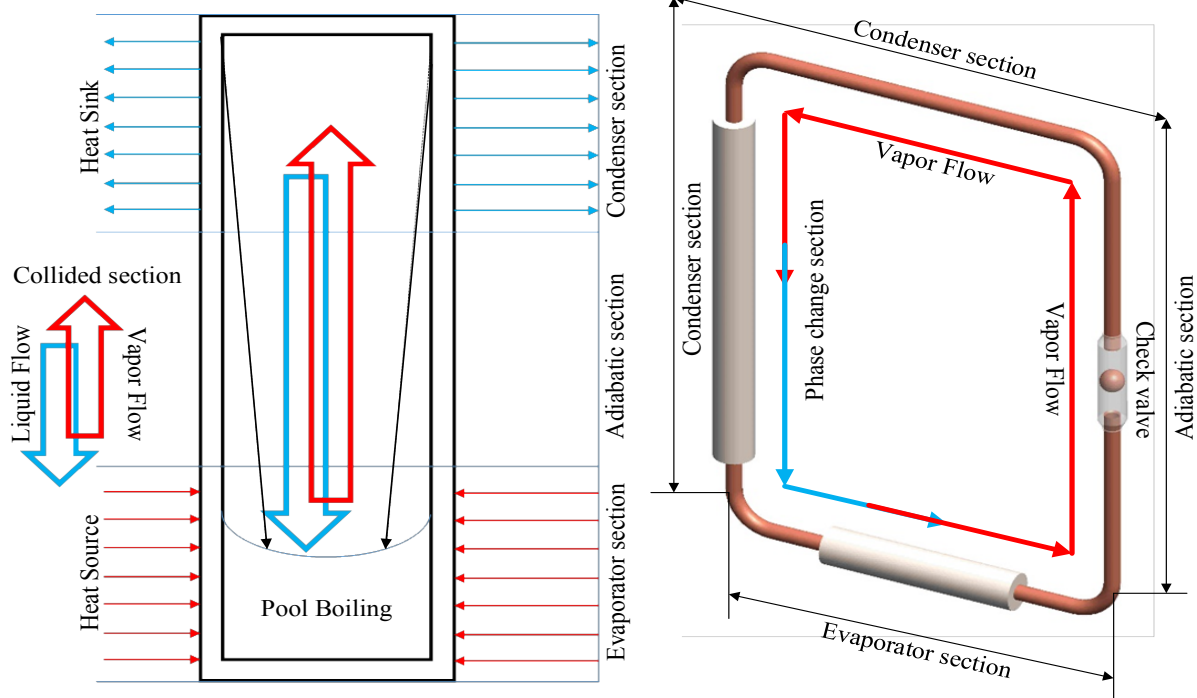 Heat Sink
Condenser section
Collided section
Liquid Flow
Vapor Flow
Adiabatic section
Heat Source
Pool Boiling
Evaporator section
Condenser section
Condenser section
Vapor Flow
Phase change section
Vapor Flow
Check valve
Adiabatic section
Evaporator section